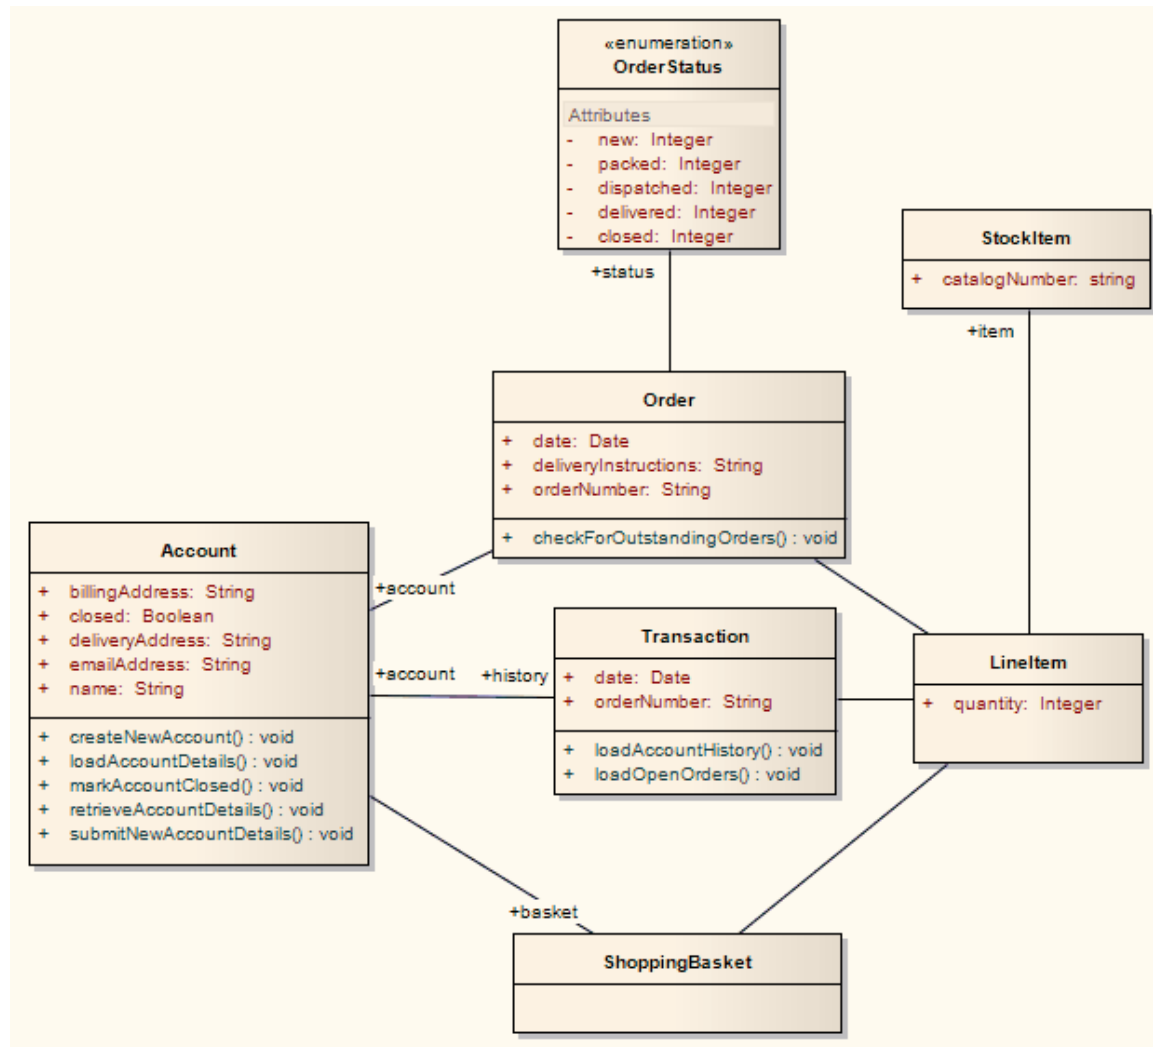 «enumeration»
OrderStatus
Attributes
- new: Integer
- packed: Integer
- dispatched: Integer
- delivered: Integer
- closed: Integer
+status
StockItem
+ catalogNumber: string
+item
Order
+ date: Date
+ deliveryInstructions: String
+ orderNumber: String
+ checkForOutstandingOrders() : void
Account
+ billingAddress: String
+ closed: Boolean
+ deliveryAddress: String
+ emailAddress: String
+ name: String
+ createNewAccount() : void
+ loadAccountDetails() : void
+ markAccountClosed() : void
+ retrieveAccountDetails() : void
+ submitNewAccountDetails() : void
+account
+account
+history
Transaction
+ date: Date
+ orderNumber: String
+ loadAccountHistory() : void
+ loadOpenOrders() : void
LineItem
+ quantity: Integer
+basket
ShoppingBasket